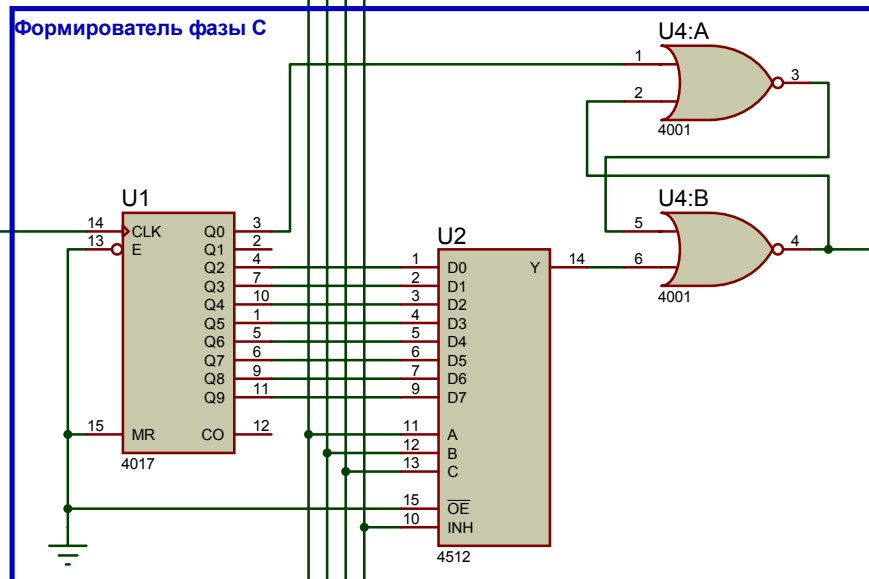 Формирователь фазы С
U4:A
1
2
3
4001
U1
14
CLK
13
E
15
MR
Q0
3
Q1
2
Q2
4
Q3
7
Q4
10
Q5
1
Q6
5
Q7
6
Q8
9
Q9
11
CO
12
4017
U2
1
D0
2
D1
3
D2
4
D3
5
D4
6
D5
7
D6
9
D7
11
A
12
B
13
C
15
OE
10
INH
Y
14
4512
U4:B
5
6
4
4001